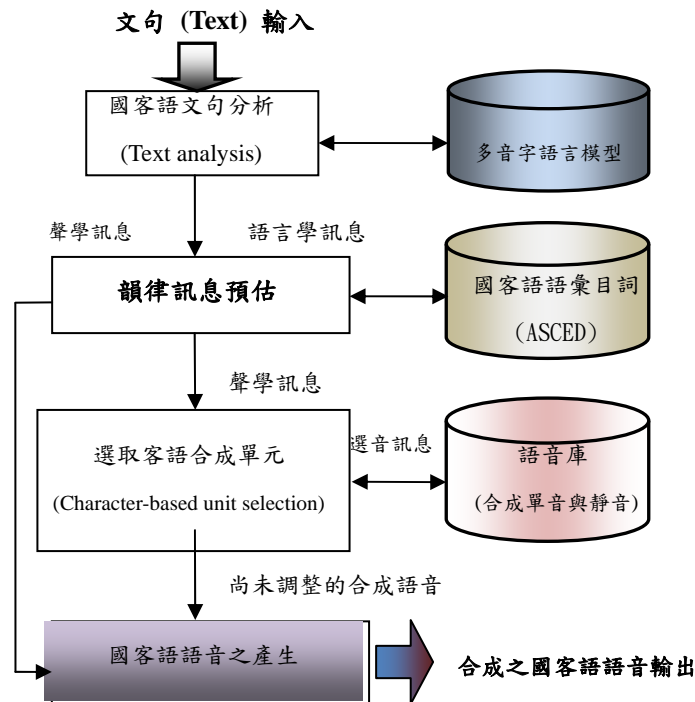 文句 (Text) 輸入
國客語文句分析
(Text analysis)
多音字語言模型
聲學訊息
語言學訊息
韻律訊息預估
國客語語彙目詞
(ASCED)
聲學訊息
選取客語合成單元
(Character-based unit selection)
選音訊息
語音庫
(合成單音與靜音)
尚未調整的合成語音
國客語語音之產生
合成之國客語語音輸出